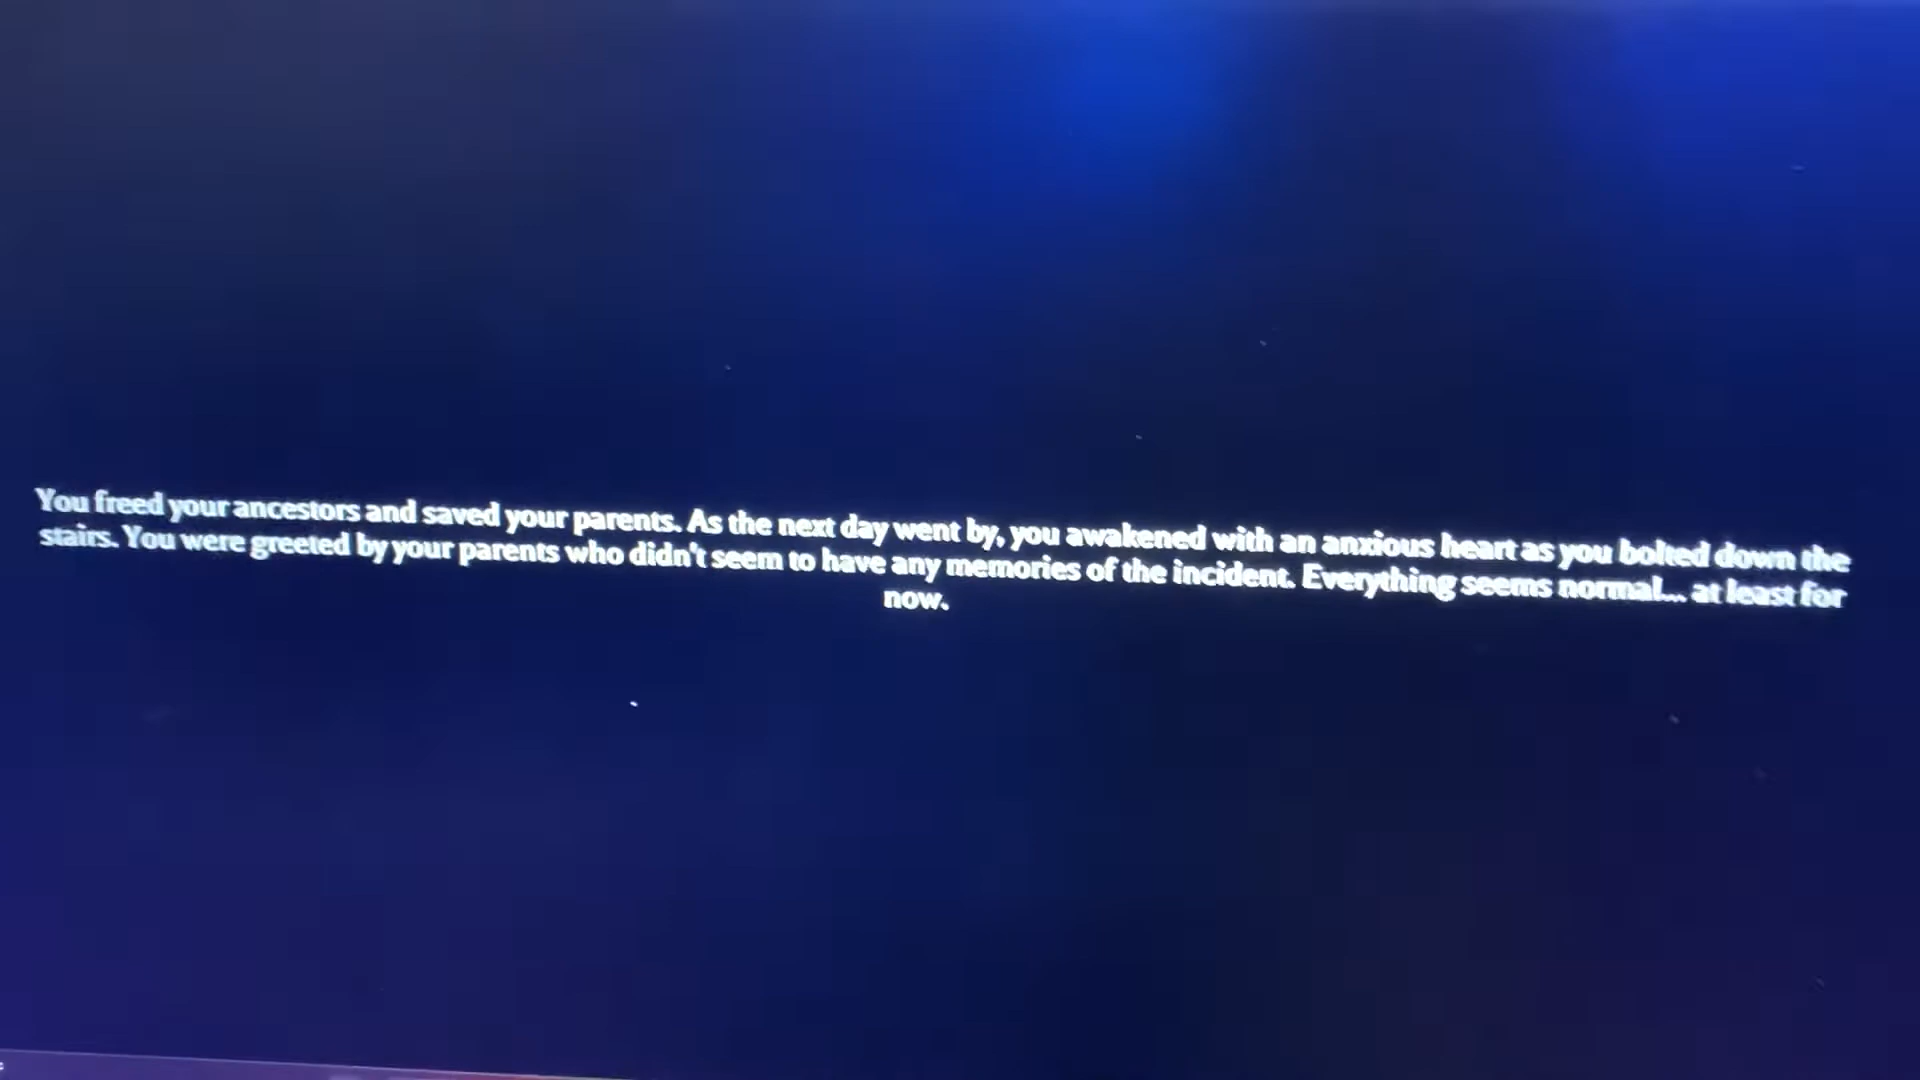 You freed your ancestors and saved your parents. As the next day went by, you awakened with an anxious heart as you bolted down the
stairs. You were greeted by your parents who didn't seem to have any memories of the incident. Everything seems normal... at least for
now.